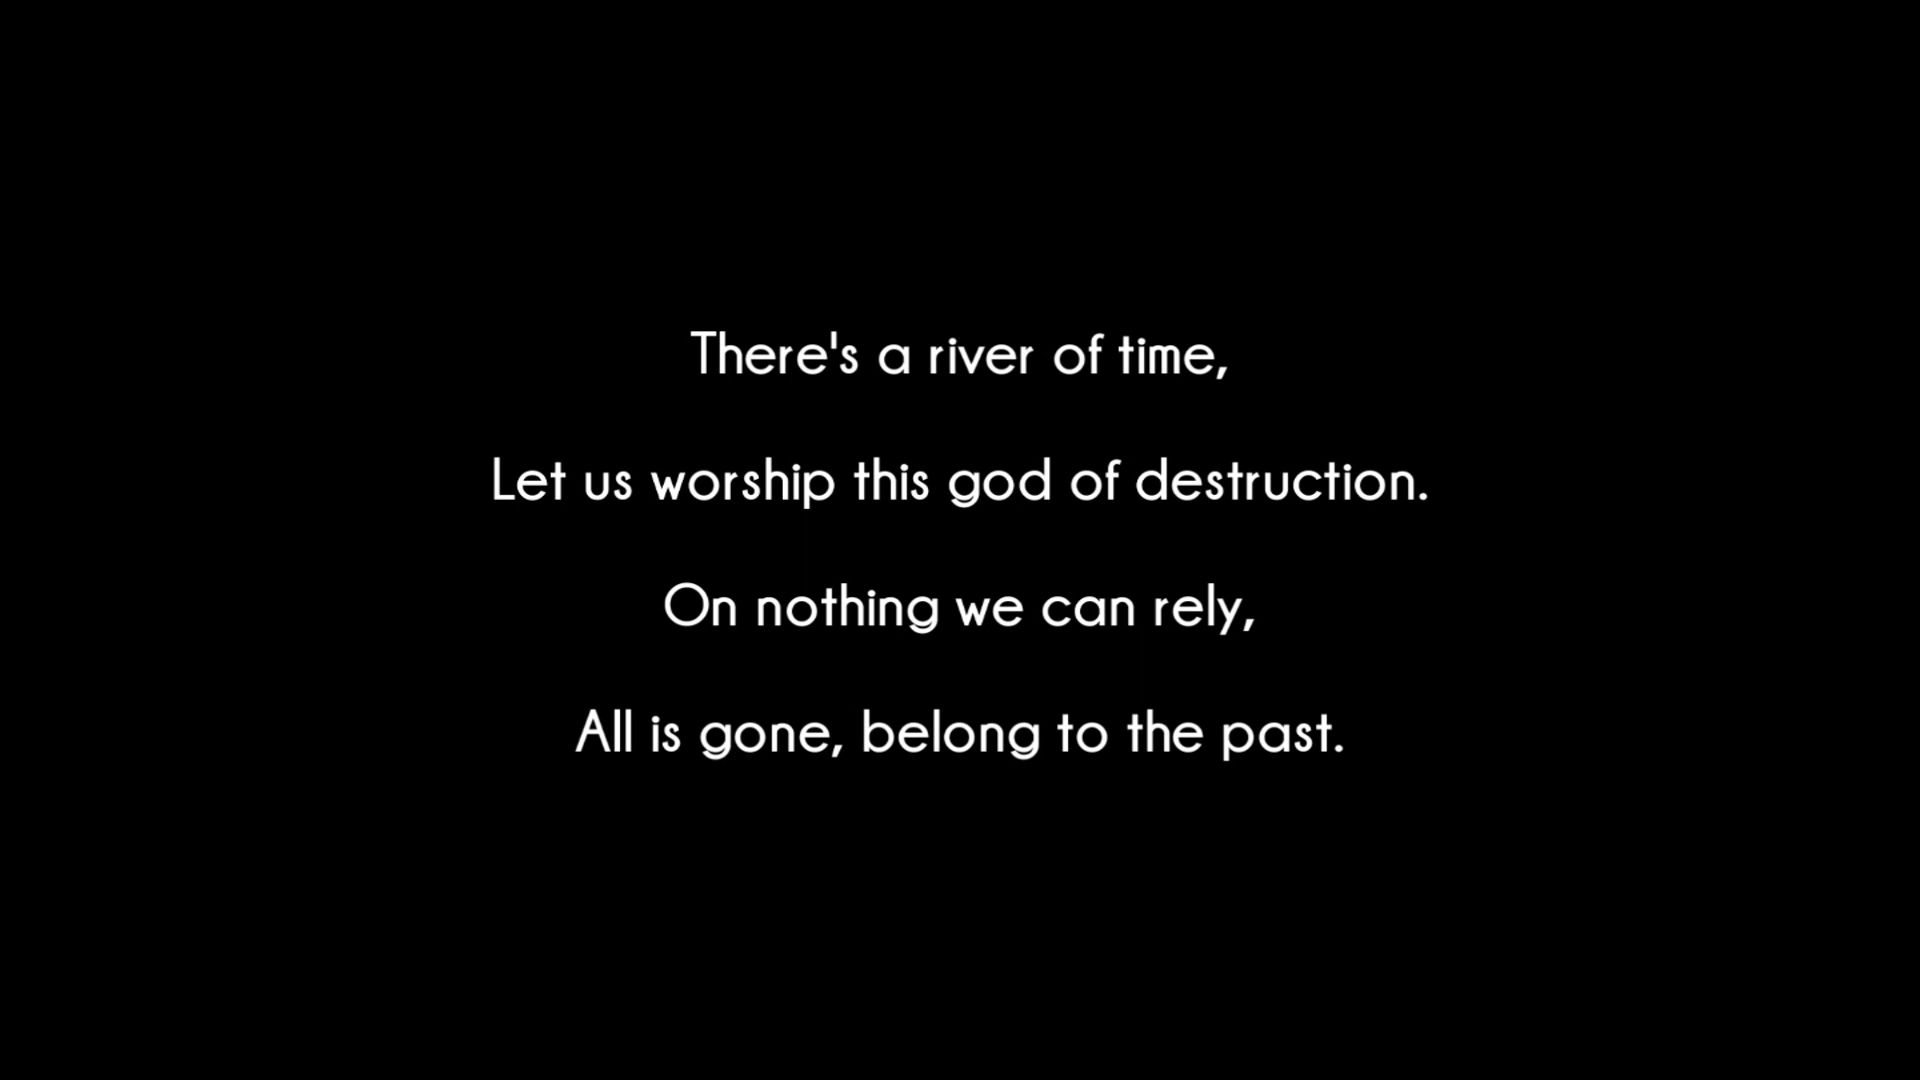 There's a river of time,
Let us worship this god of destruction.
On nothing we can rely,
All is gone, belong to the past.